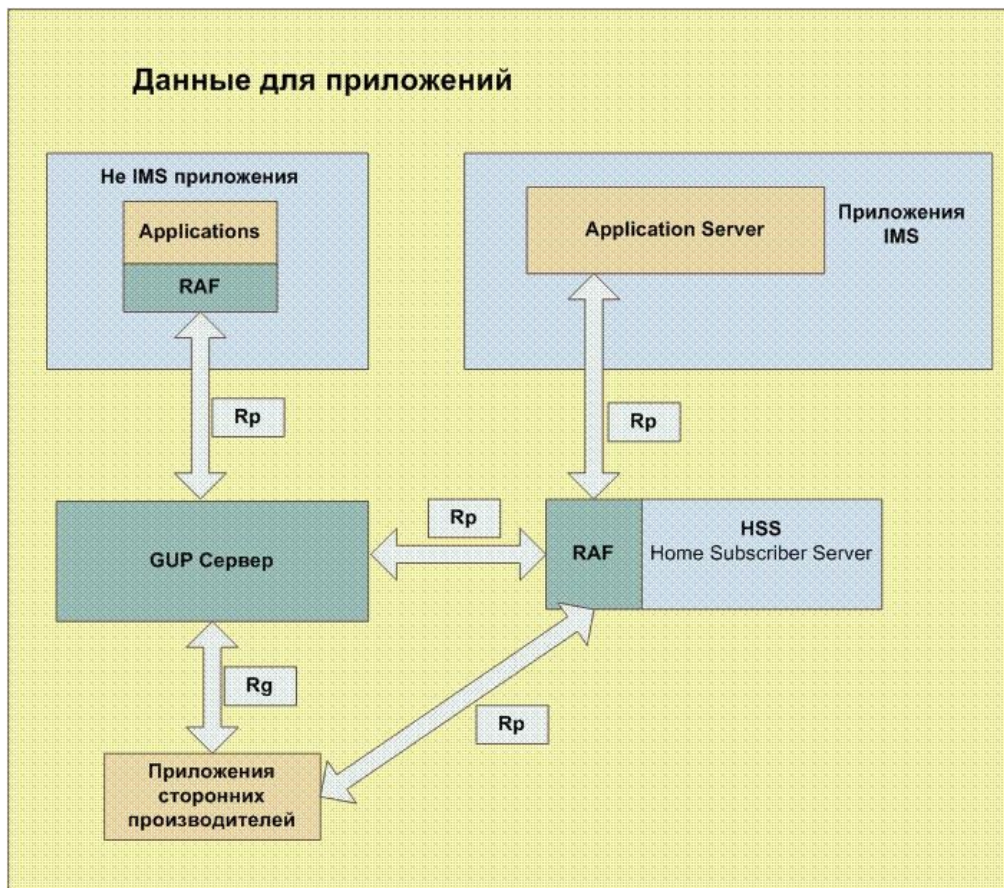 Данные для приложений
Не IMS приложения
Applications
RAF
Application Server
Приложения
IMS
Rp
Rp
GUP Сервер
Rp
RAF
HSS
Home Subscriber Server
Rg
Rp
Приложения
сторонних
производителей